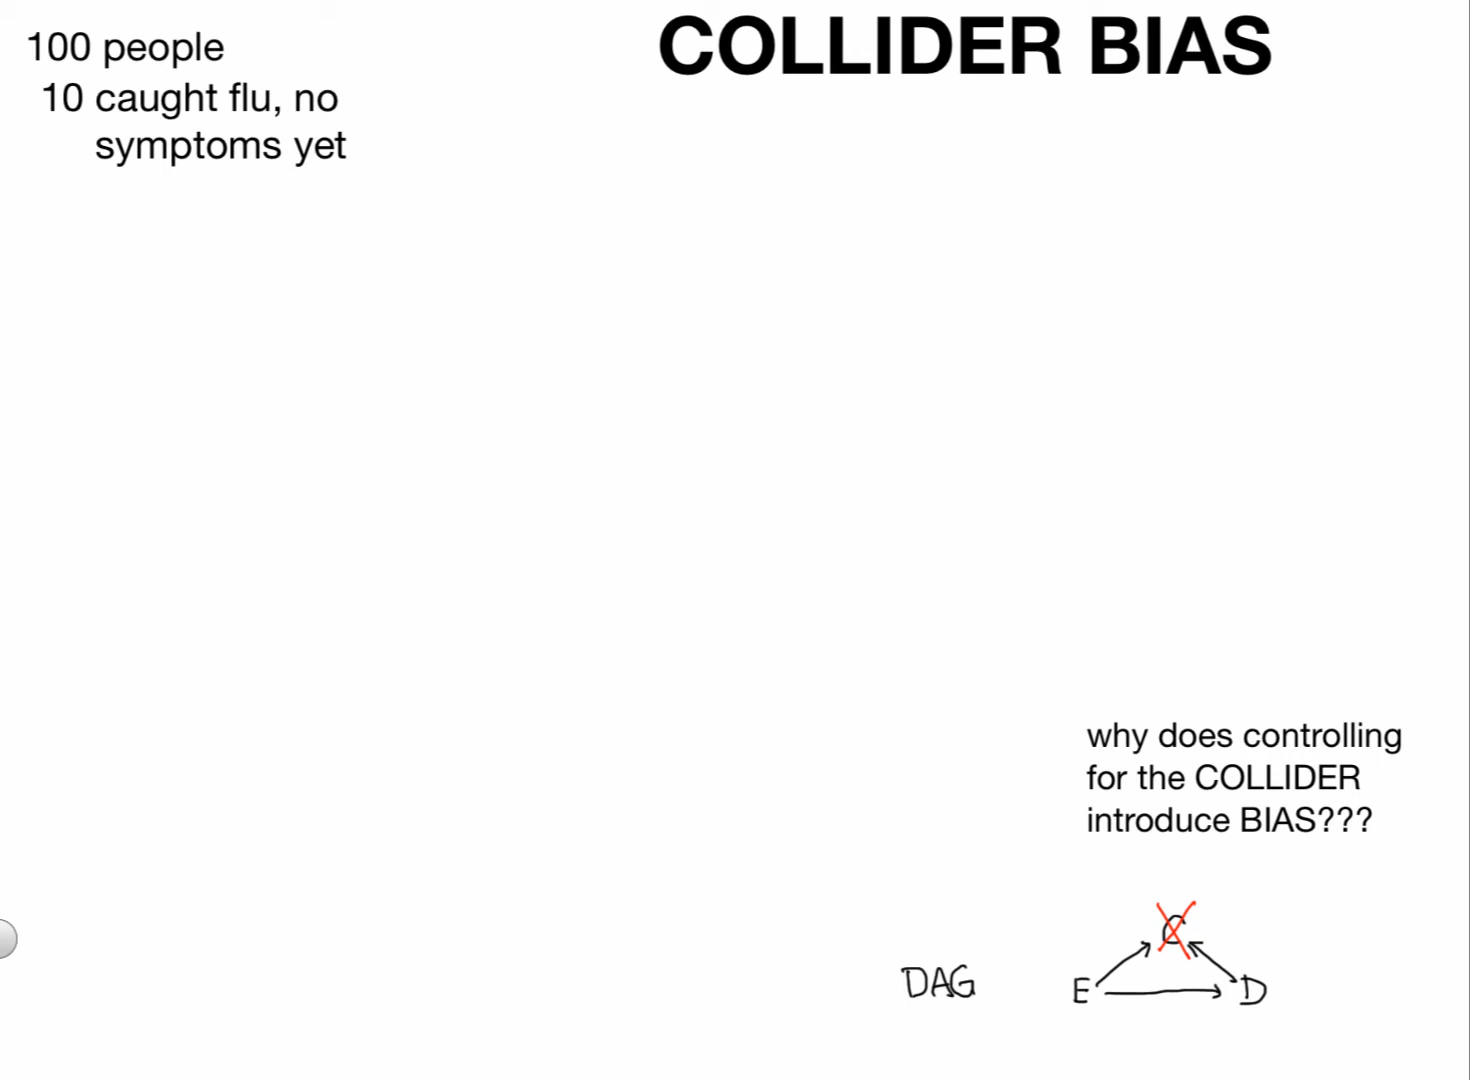 COLLIDER BIAS
100 people
10 caught flu, no
symptoms yet
why does controlling
for the COLLIDER
introduce BIAS???
C
DAG
E
D